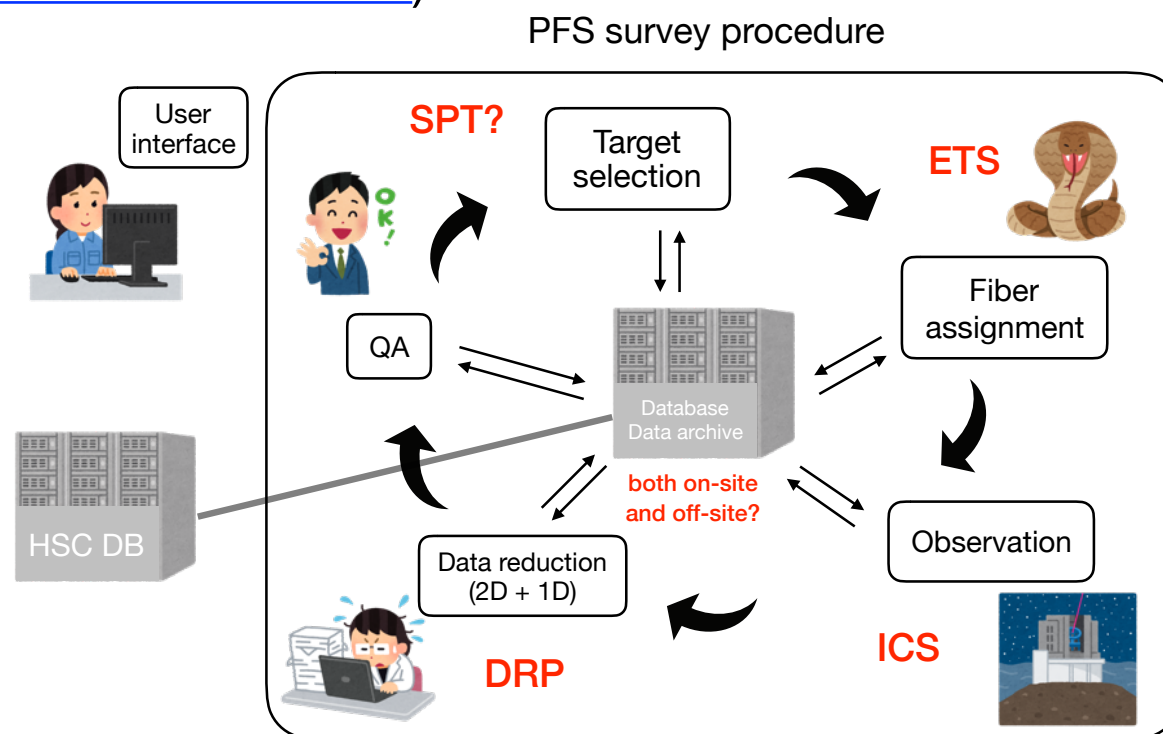 PFS survey procedure
User
interface
SPT?
Target
selection
ETS
OK!
Fiber
assignment
QA
Database
Data archive
both on-site
and off-site?
HSC DB
Data reduction
(2D + 1D)
Observation
DRP
ICS